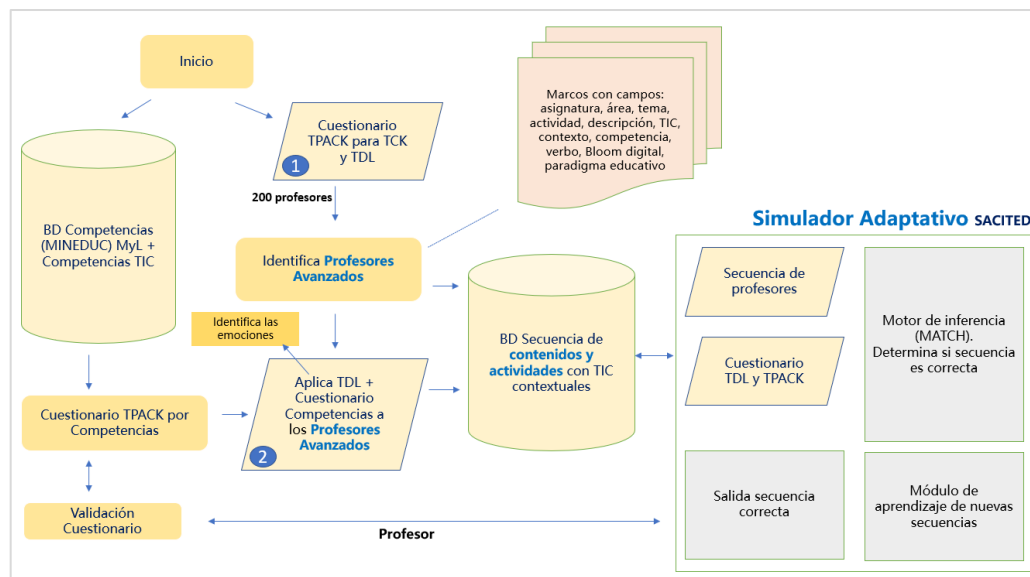 Inicio
Cuestionario
TPACK para TCK
y TDL
1
200 profesores
Marcos con campos:
asignatura, área, tema,
actividad, descripción, TIC,
contexto, competencia,
verbo, Bloom digital,
paradigma educativo
BD Competencias
(MINEDUC) MyL +
Competencias TIC
Identifica Profesores
Avanzados
Identifica las
emociones
Aplica TDL +
Cuestionario
Competencias a
los Profesores
Avanzados
2
BD Secuencia de
contenidos y
actividades con TIC
contextuales
Cuestionario TPACK por
Competencias
Validación
Cuestionario
Profesor
Simulador Adaptativo SACITED
Secuencia de
profesores
Cuestionario
TDL y TPACK
Motor de inferencia
(MATCH).
Determina si secuencia
es correcta
Salida secuencia
correcta
Módulo de
aprendizaje de nuevas
secuencias